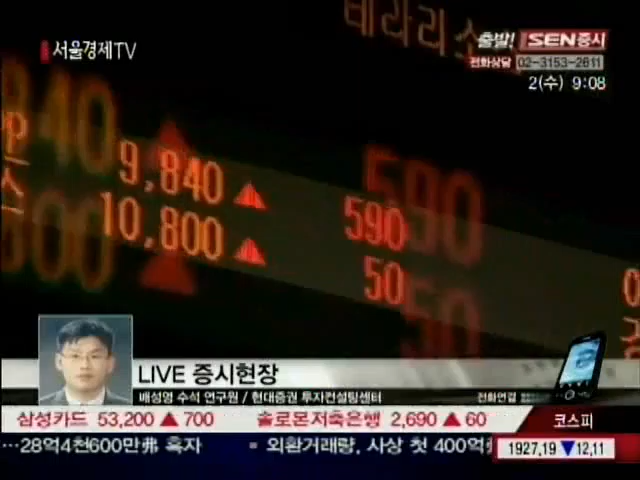 서울경제TV
테라리소
출발! SEN증시
전화상담 02-3153-2611
2(수) 9:08
9,840 ▲ 590
10,800 ▲ 50
LIVE 증시현장
배성영 수석 연구원 / 현대증권 투자컨설팅센터
전화연결
삼성카드 53,200 ▲ 700 솔로몬저축은행 2,690 ▲ 60
코스피
···28억4천600만弗 흑자 외환거래량, 사상 첫 400억
1927,19 ▼12,11